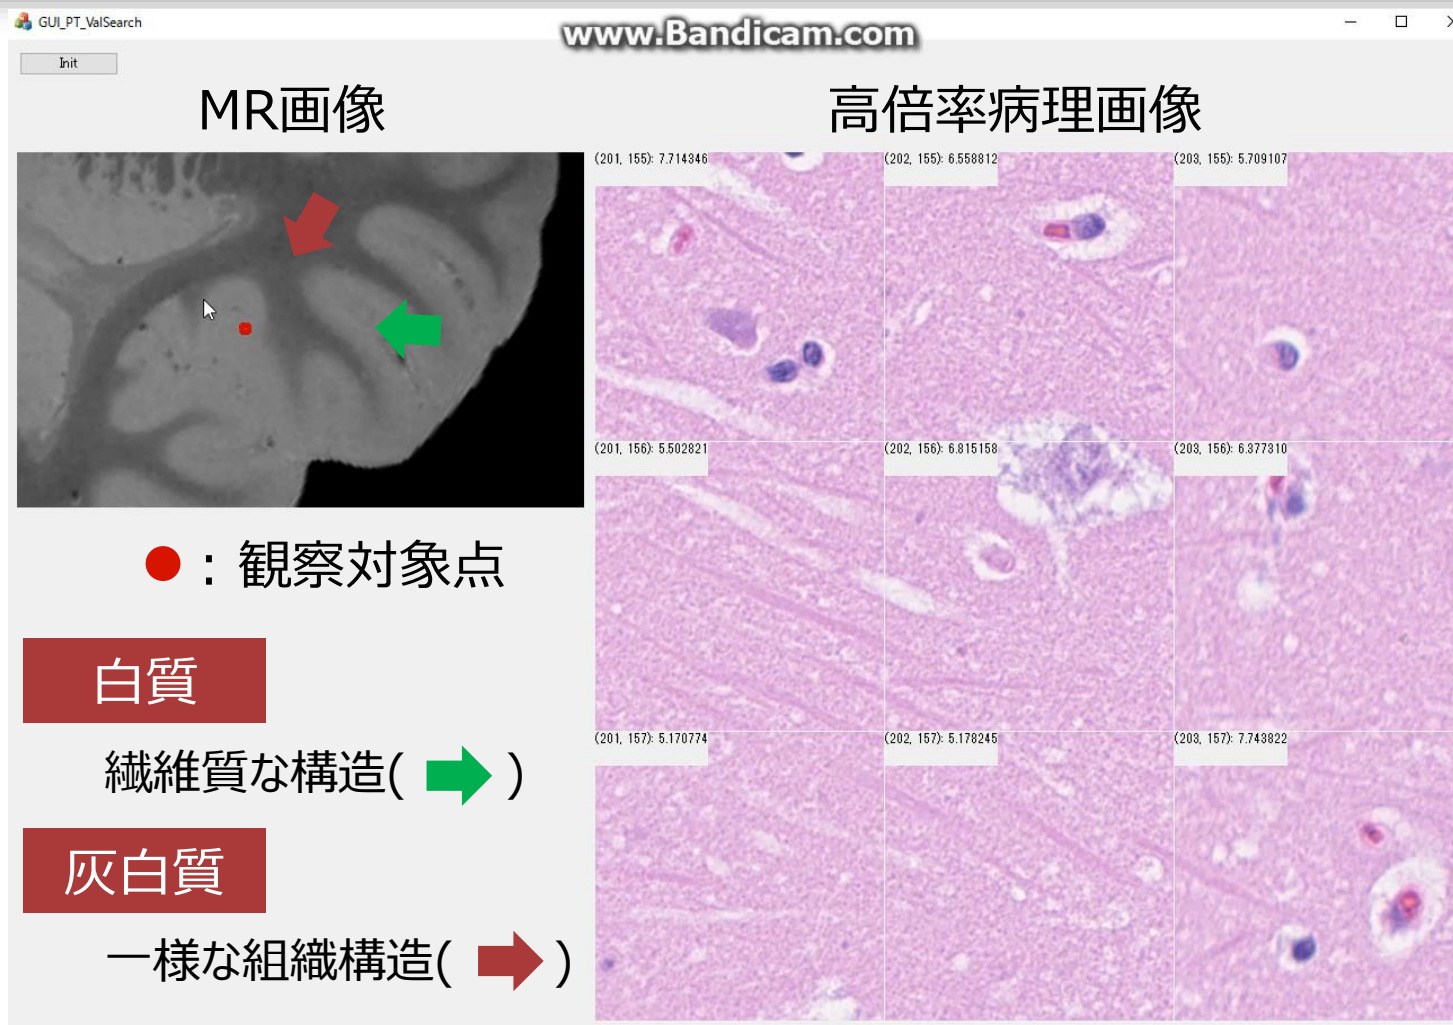 GUI_PT_ValSearch
www.Bandicam.com
Init
MR画像
高倍率病理画像
(201, 155): 7.714346
(202, 155): 6.558812
(203, 155): 5.709107
(201, 156): 5.502821
(202, 156): 6.815158
(203, 156): 6.377310
(201, 157): 5.170774
(202, 157): 5.178245
(203, 157): 7.743822
：観察対象点
白質
繊維質な構造( )
灰白質
一様な組織構造( )